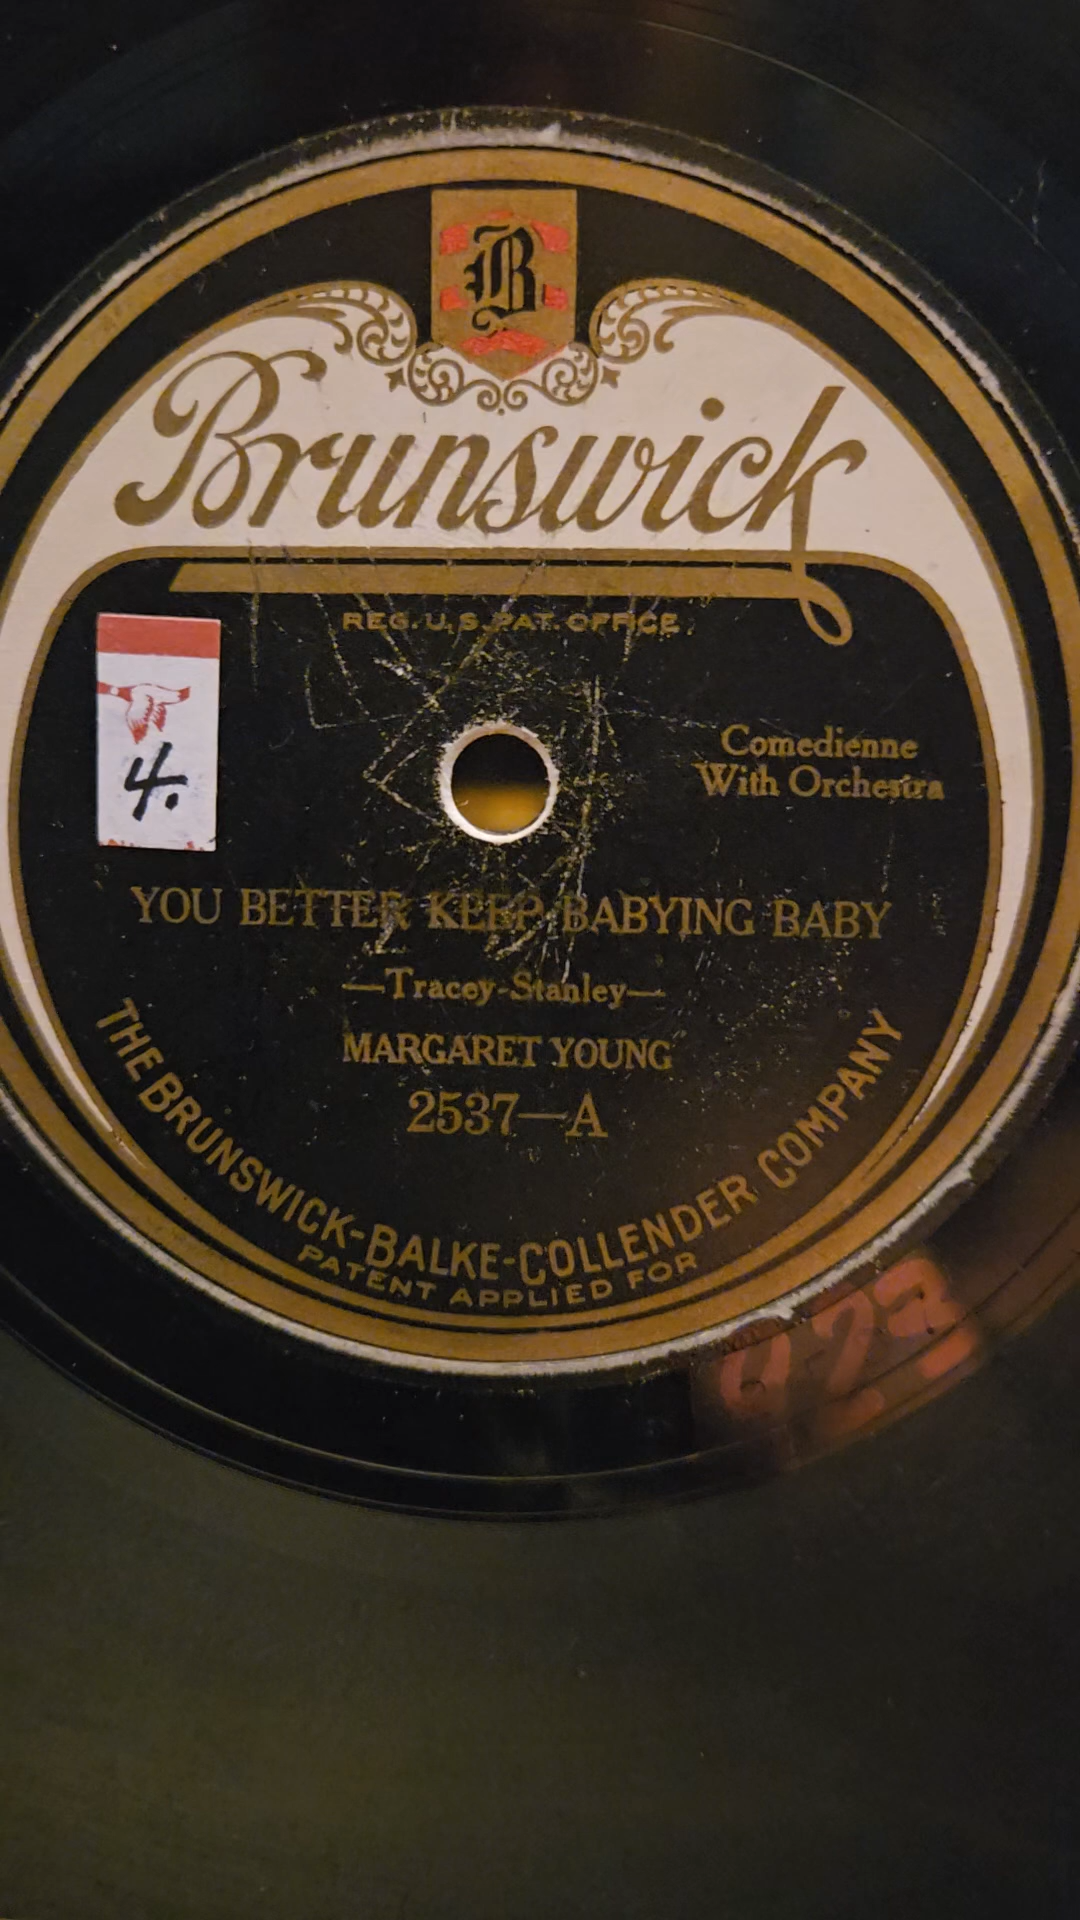 B
Brunswick
REG. U.S. PAT. OFFICE.
4.
Comedienne
With Orchestra
YOU BETTER KEEP BABYING BABY
—Tracey-Stanley—
MARGARET YOUNG
2537—A
THE BRUNSWICK-BALKE-COLLENDER COMPANY
PATENT APPLIED FOR